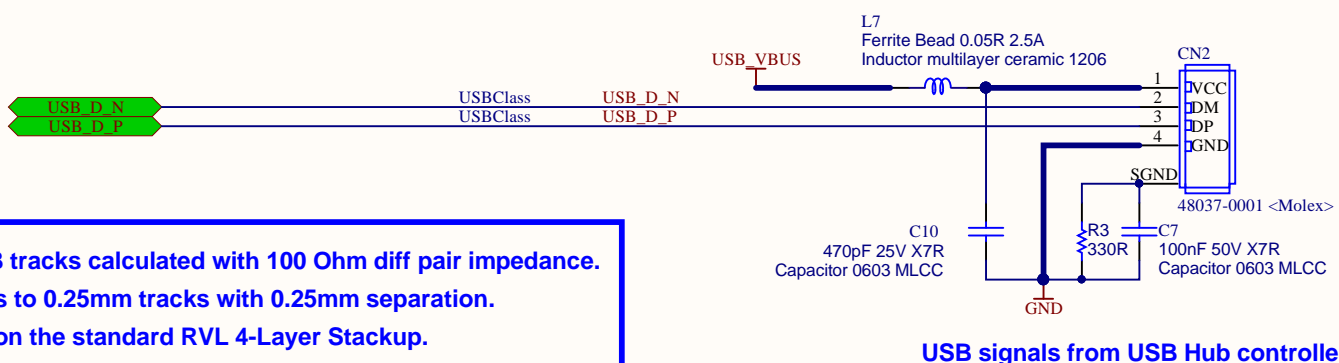 L7
Ferrite Bead 0.05R 2.5A
Inductor multilayer ceramic 1206
USB_VBUS
CN2
1
VCC
USB_D_N
USBClass
USB_D_N
2
DM
USB_D_P
USBClass
USB_D_P
3
DP
4
GND
SGND
48037-0001 <Molex>
C10
470pF 25V X7R
Capacitor 0603 MLCC
R3
330R
C7
100nF 50V X7R
Capacitor 0603 MLCC
GND
tracks calculated with 100 Ohm diff pair impedance.
to 0.25mm tracks with 0.25mm separation.
on the standard RVL 4-Layer Stackup.
USB signals from USB Hub controlle